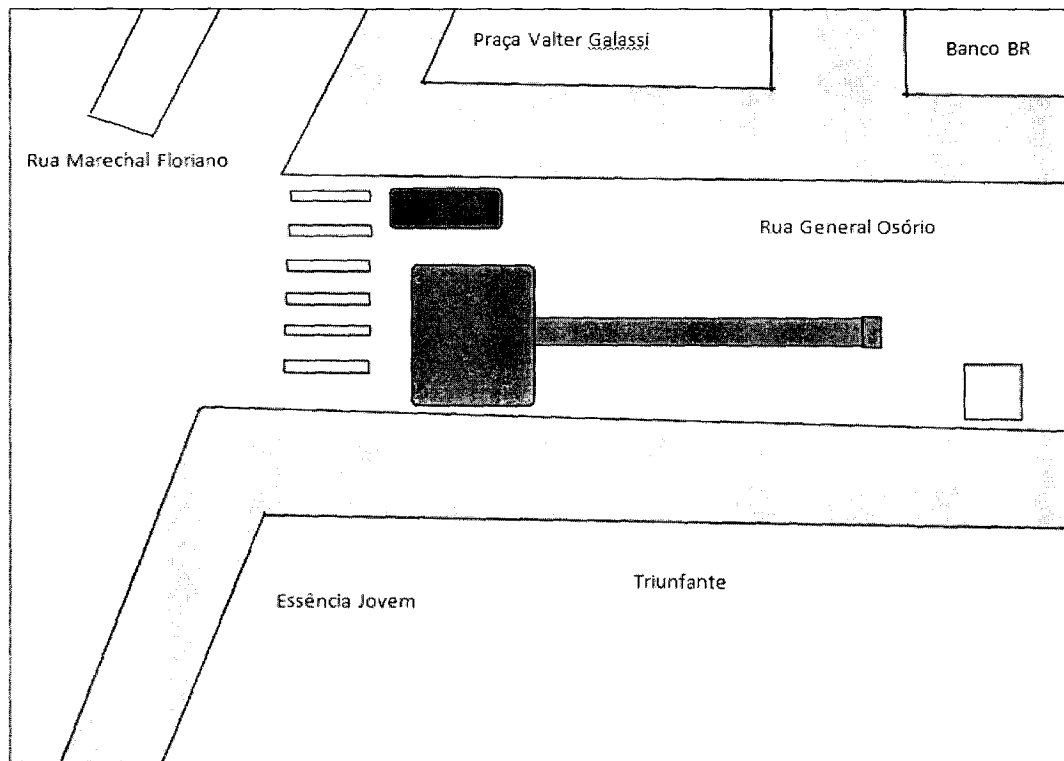 Praça Valter Galassi
Banco BR
Rua Marechal Floriano
Rua General Osório
Triunfante
Essência Jovem